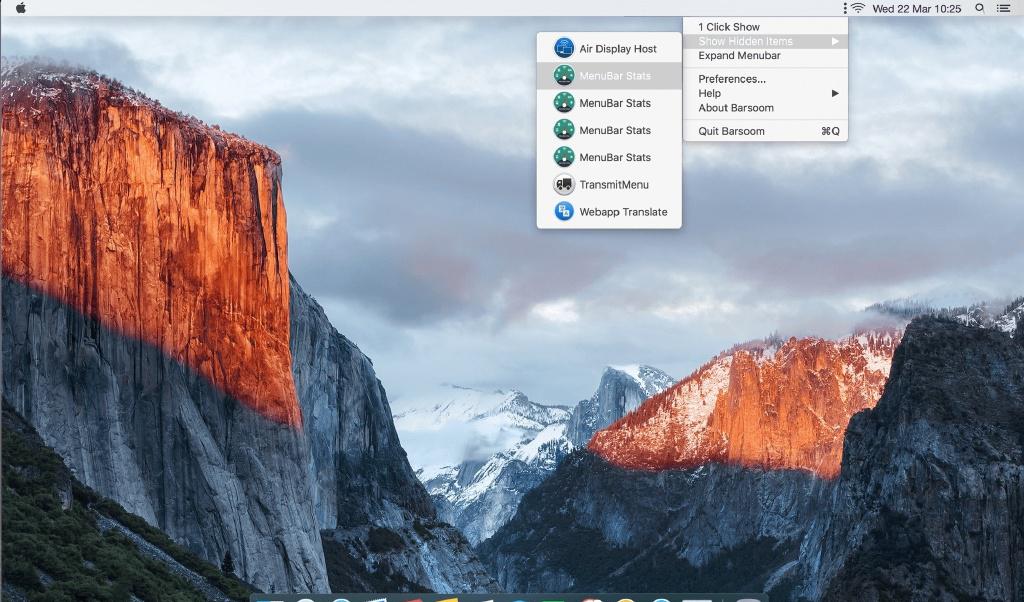 Wed 22 Mar 10:25
1 Click Show
Show Hidden Items
Expand Menubar
Preferences...
Help
About Barsoom
Quit Barsoom ⌘Q
Air Display Host
MenuBar Stats
MenuBar Stats
MenuBar Stats
MenuBar Stats
TransmitMenu
Webapp Translate